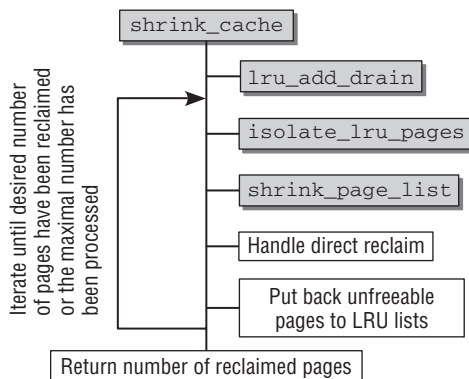 shrink_cache
lru_add_drain
isolate_lru_pages
shrink_page_list
Handle direct reclaim
Put back unfreeable
pages to LRU lists
Return number of reclaimed pages
Iterate until desired number
of pages have been reclaimed
or the maximal number has
been processed